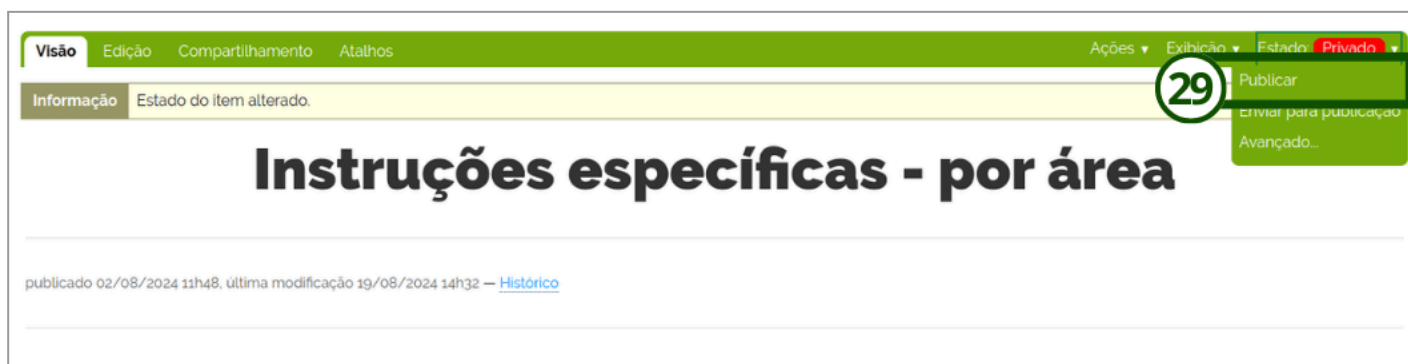 Visão Edição Compartilhamento Atalhos Ações ▾ Exibição ▾ Estado: Privado ▾
29 Publicar
Informação Estado do item alterado.
Enviar para publicação
Avançado...
Instruções específicas - por área
publicado 02/08/2024 11h48, última modificação 19/08/2024 14h32 — Histórico